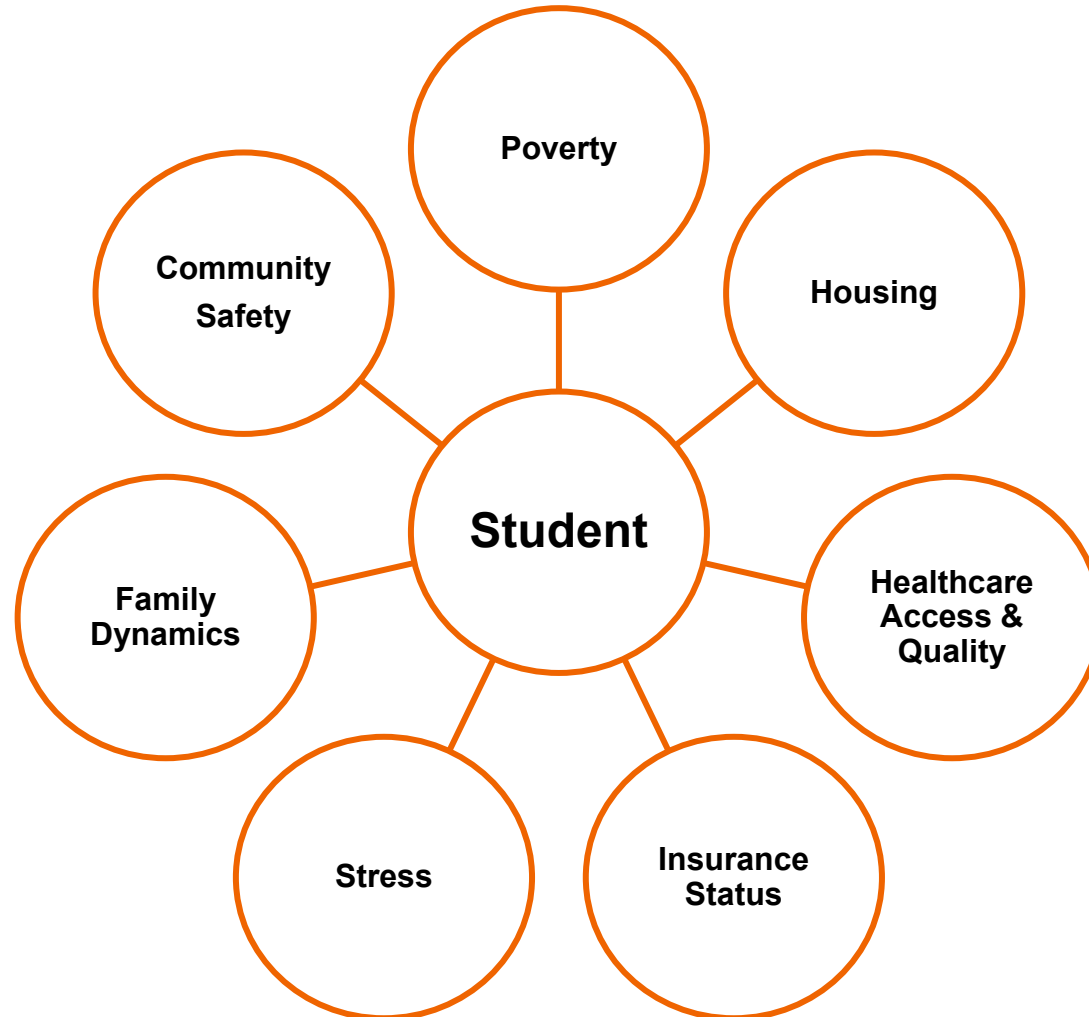 Poverty
Community
Safety
Housing
Student
Family
Dynamics
Healthcare
Access &
Quality
Stress
Insurance
Status